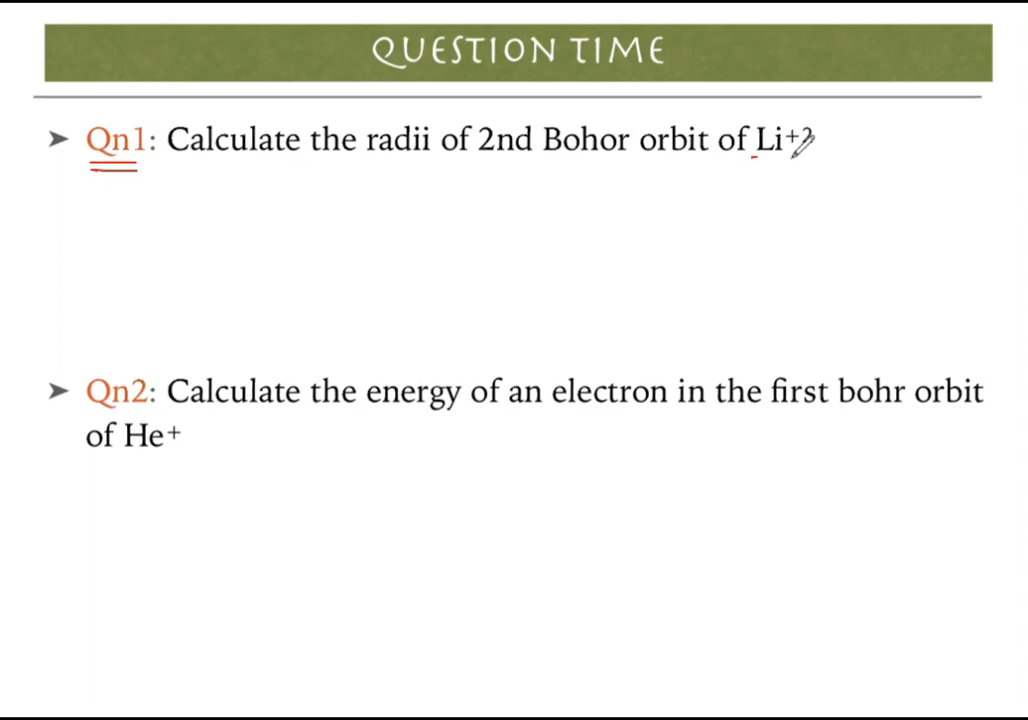 QUESTION TIME
➤ Qn1: Calculate the radii of 2nd Bohor orbit of Li+2
➤ Qn2: Calculate the energy of an electron in the first bohr orbit
of He+